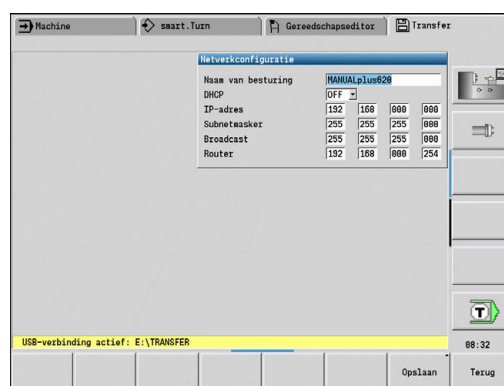 Machine smart.Turn Gereedschapseditor Transfer
Netwerkconfiguratie
Naam van besturing MANUALplus620
DHCP OFF
IP-adres 192 168 000 000
Subnetmasker 255 255 255 000
Broadcast 255 255 255 000
Router 192 168 000 254
T
USB-verbinding actief: E:\TRANSFER
08:32
Opslaan Terug